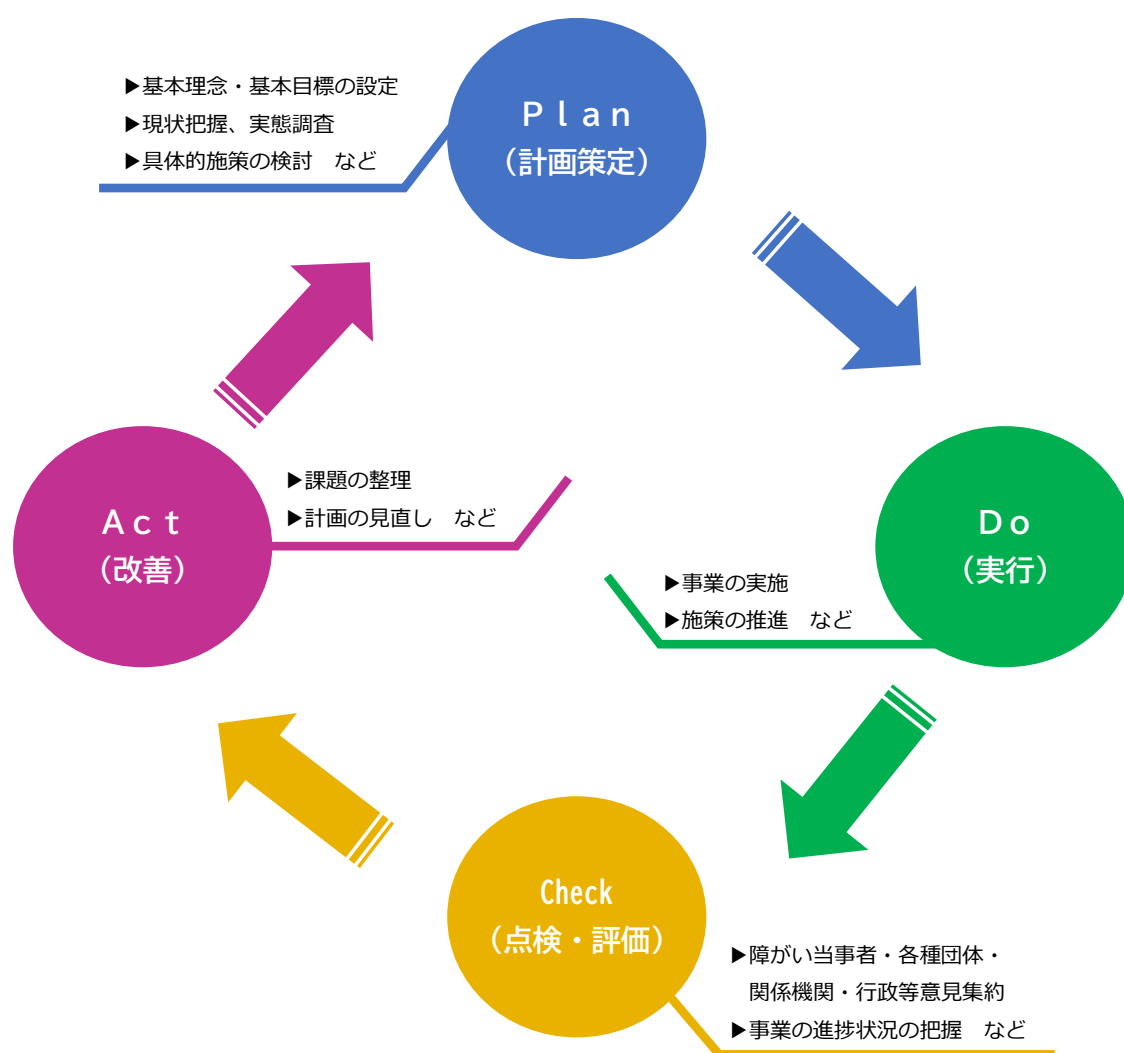 ▶基本理念・基本目標の設定
▶現状把握、実態調査
▶具体的施策の検討　など
Ｐｌａｎ
（計画策定）
Ａｃｔ
（改善）
▶課題の整理
▶計画の見直し　など
Ｄｏ
（実行）
▶事業の実施
▶施策の推進　など
Check
（点検・評価）
▶障がい当事者・各種団体・
関係機関・行政等意見集約
▶事業の進捗状況の把握　など